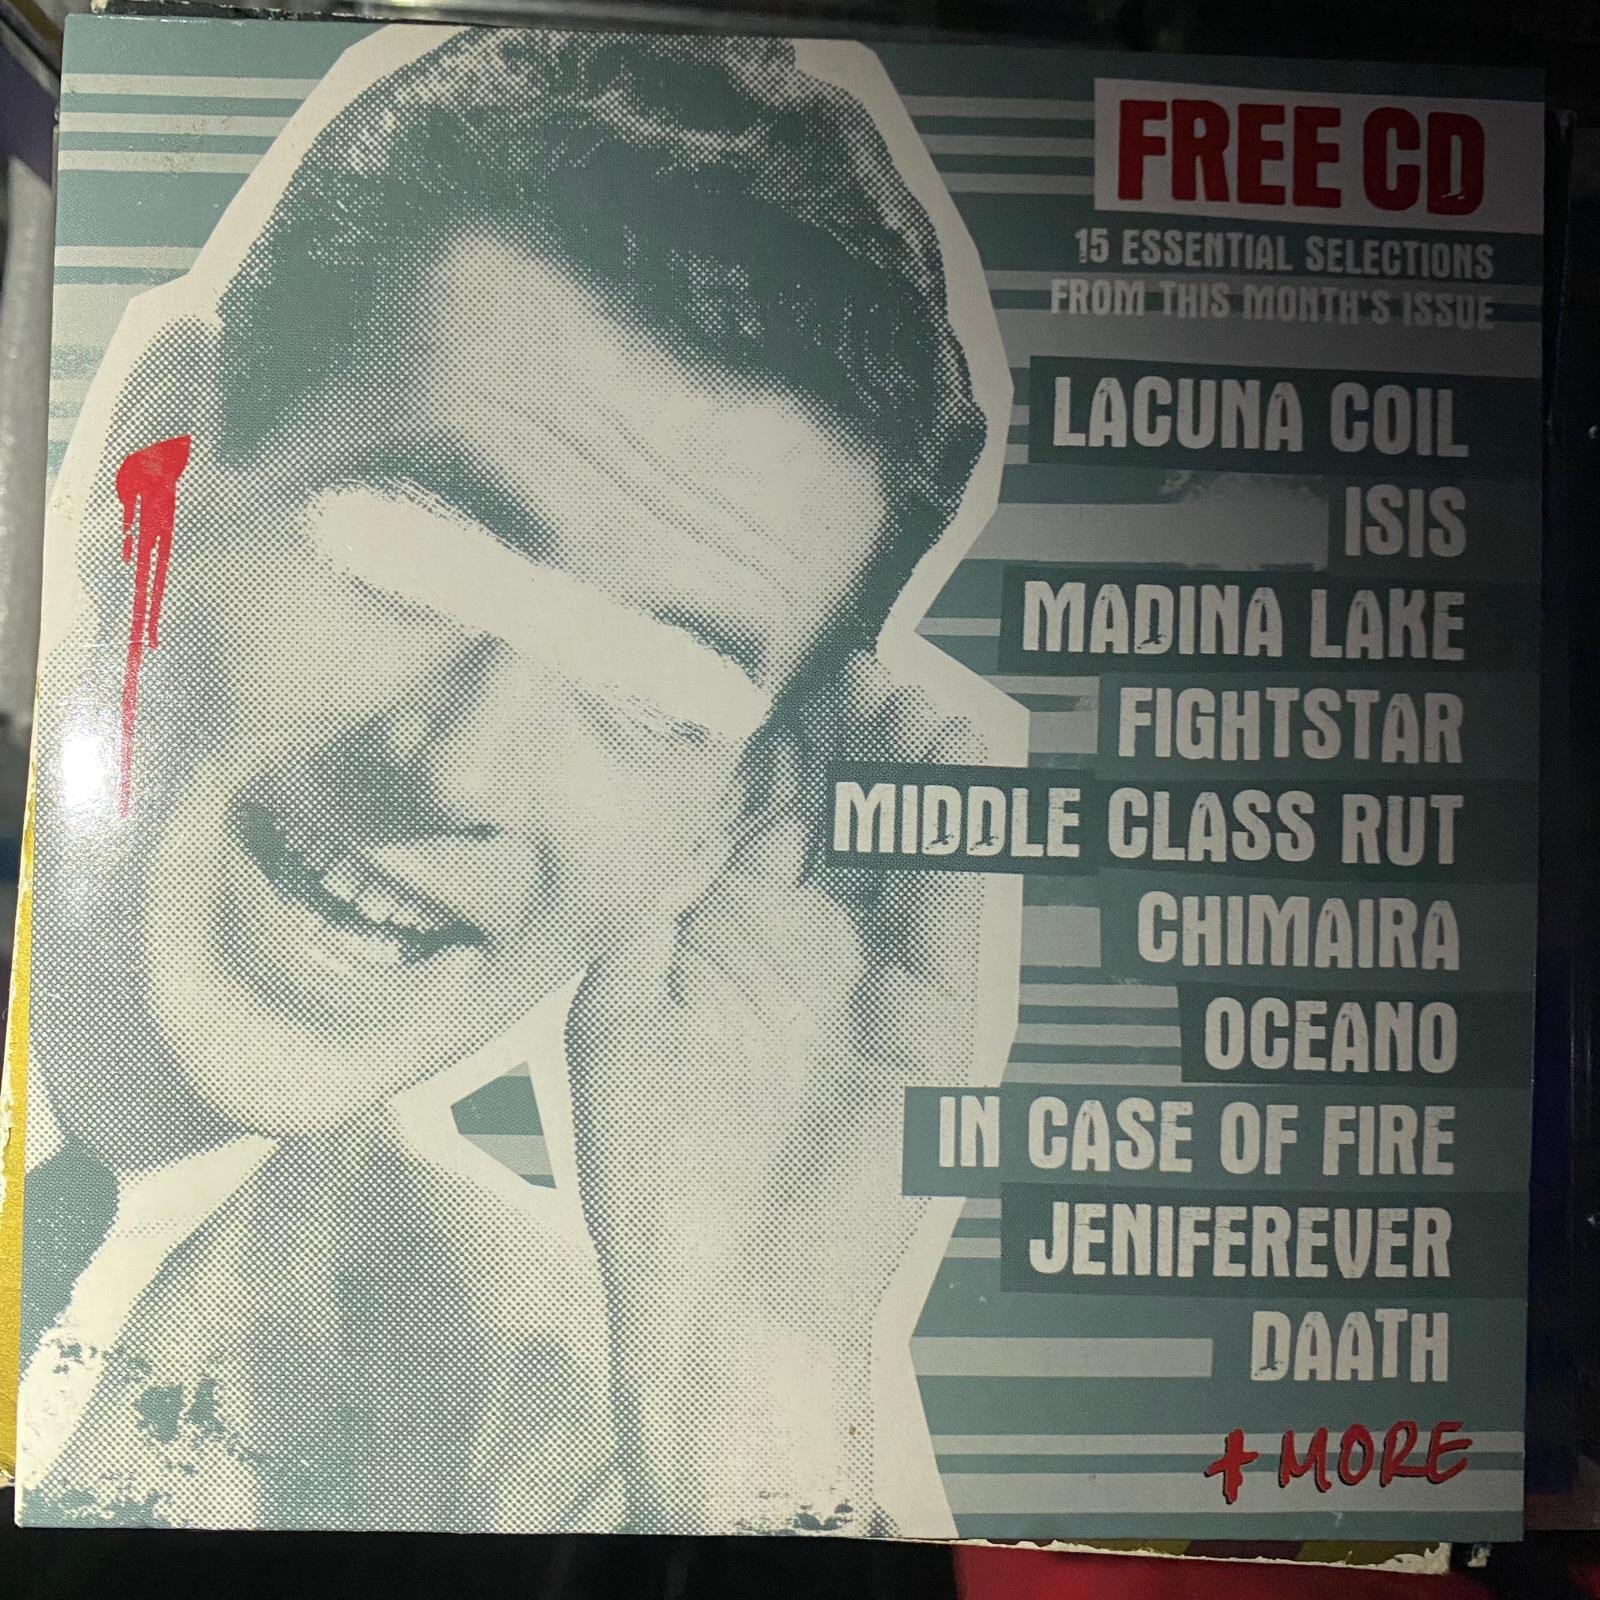 FREE CD
15 ESSENTIAL SELECTIONS
FROM THIS MONTH'S ISSUE
LACUNA COIL
ISIS
MADINA LAKE
FIGHTSTAR
MIDDLE CLASS RUT
CHIMAIRA
OCEANO
IN CASE OF FIRE
JENIFEREVER
DAATH
+ MORE